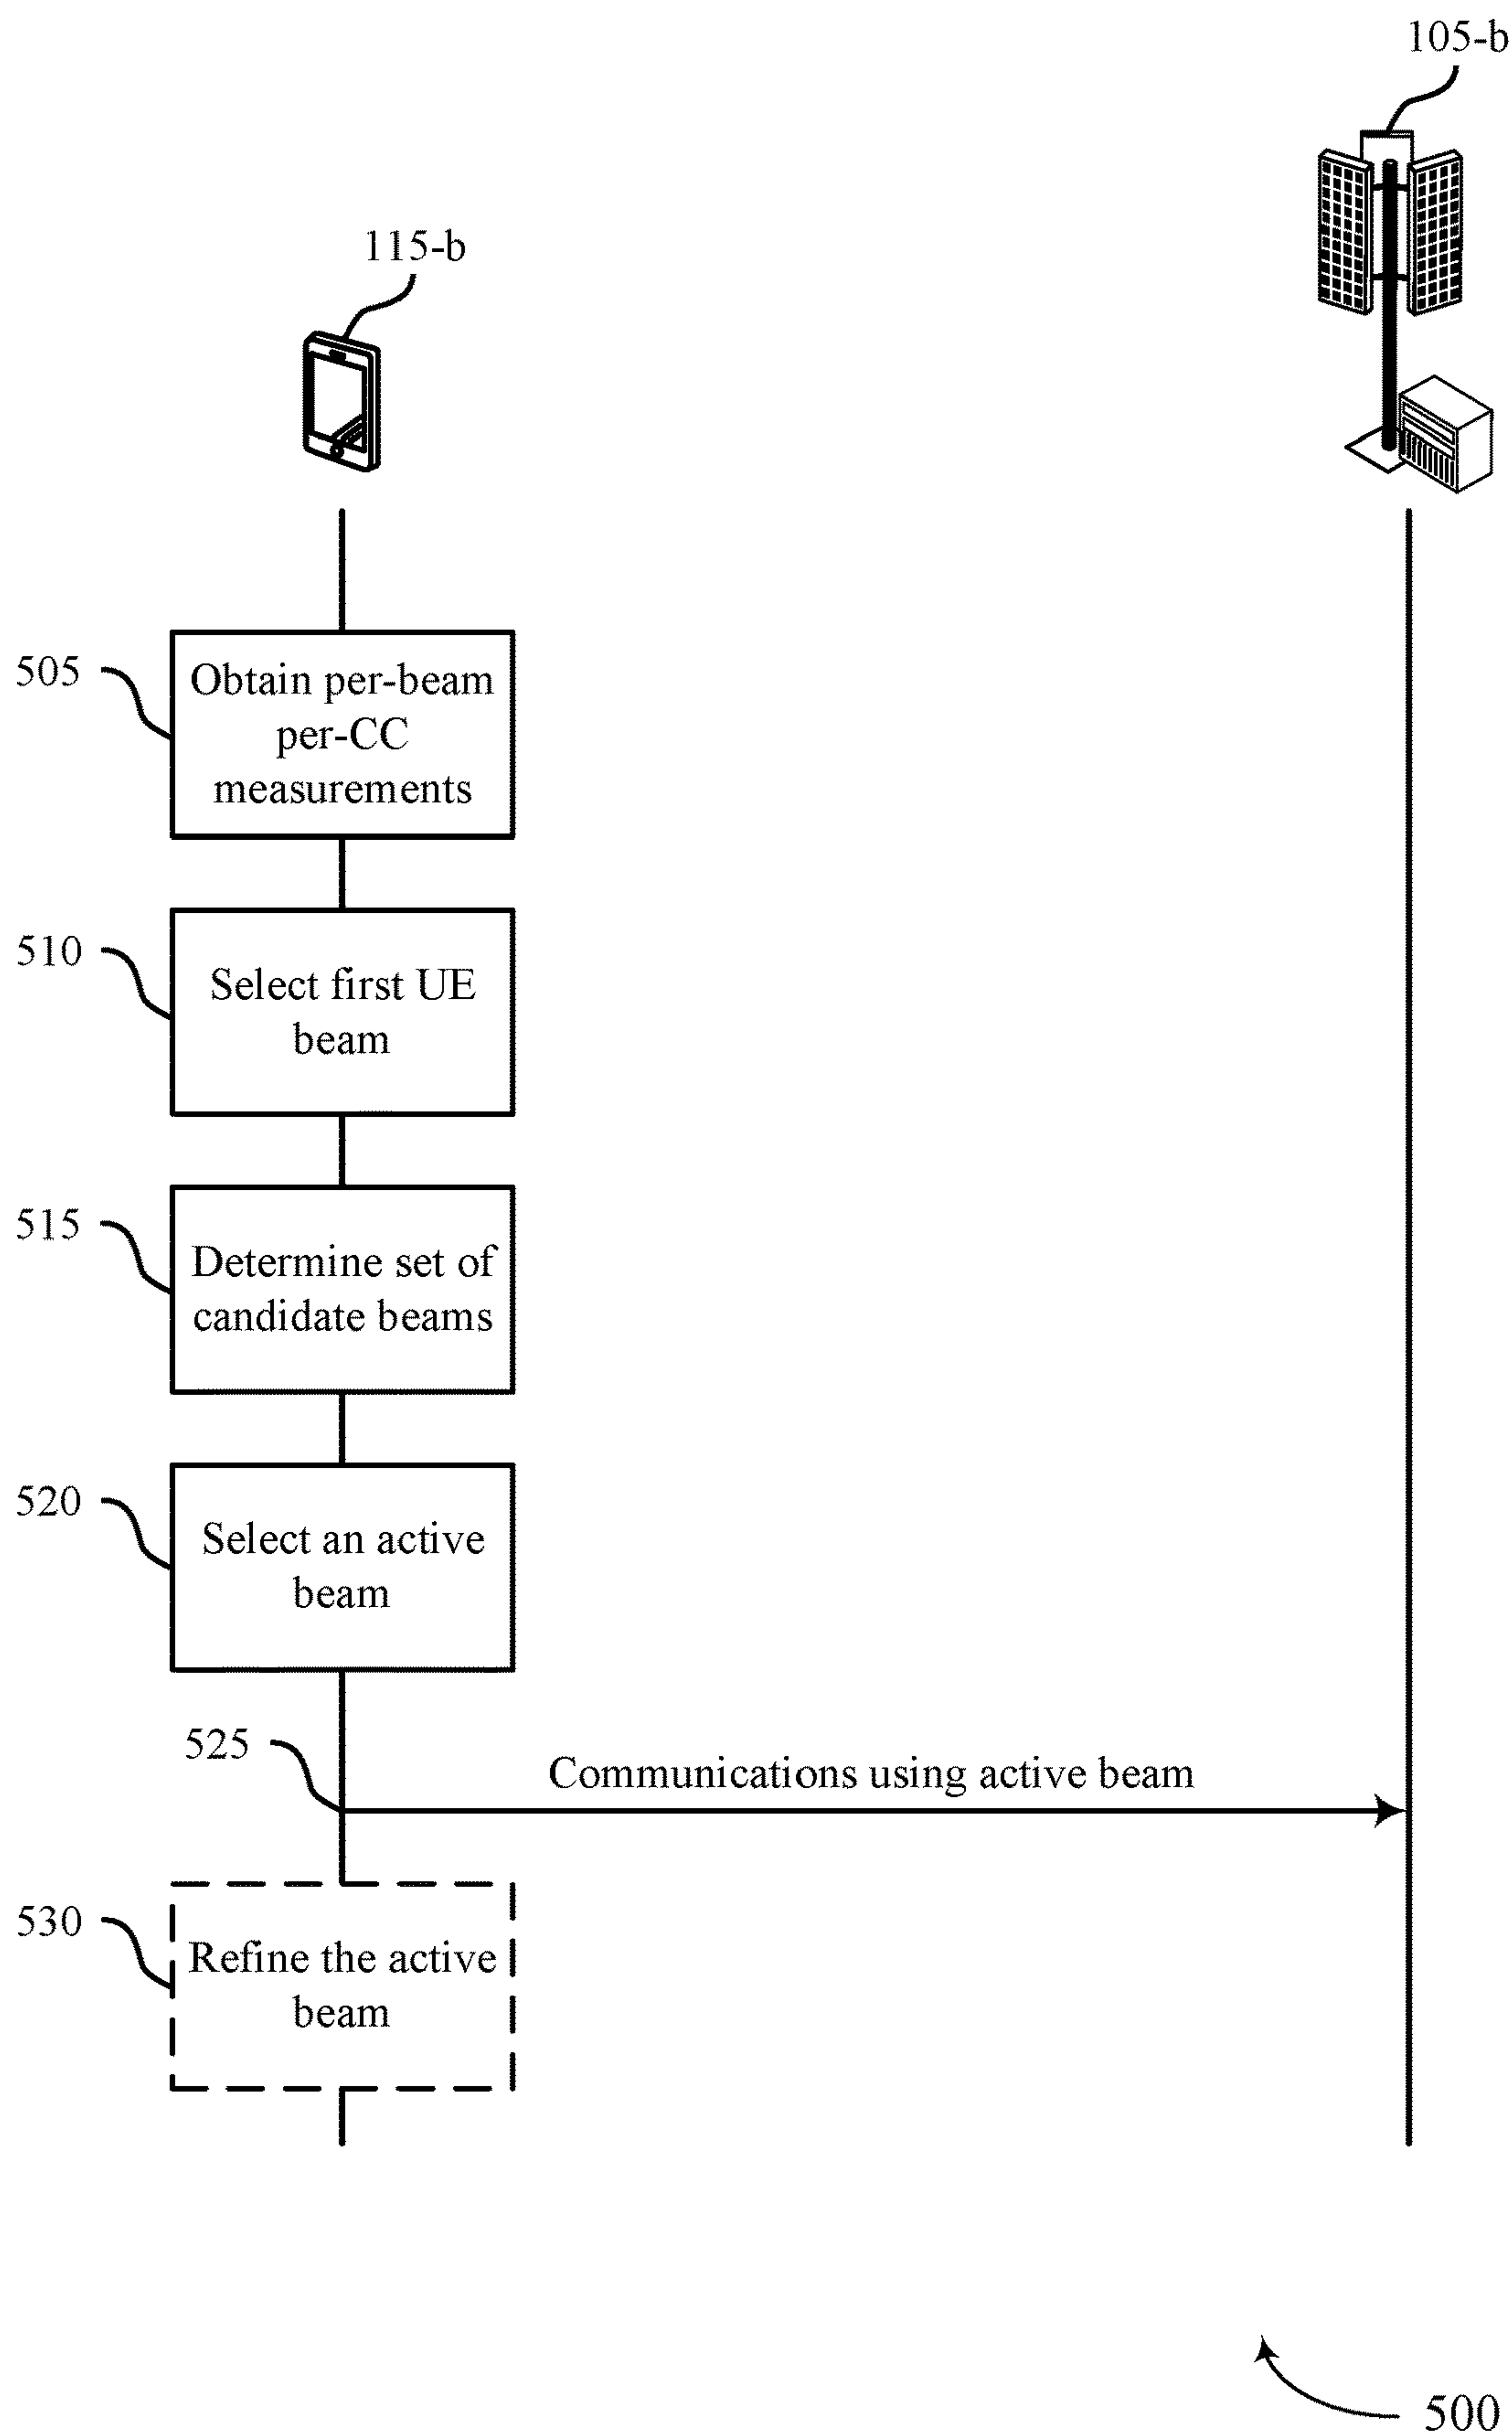 105-b
115-b
505
Obtain per-beam
per-CC
measurements
510
Select first UE
beam
515
Determine set of
candidate beams
520
Select an active
beam
525
Communications using active beam
530
Refine the active
beam
500